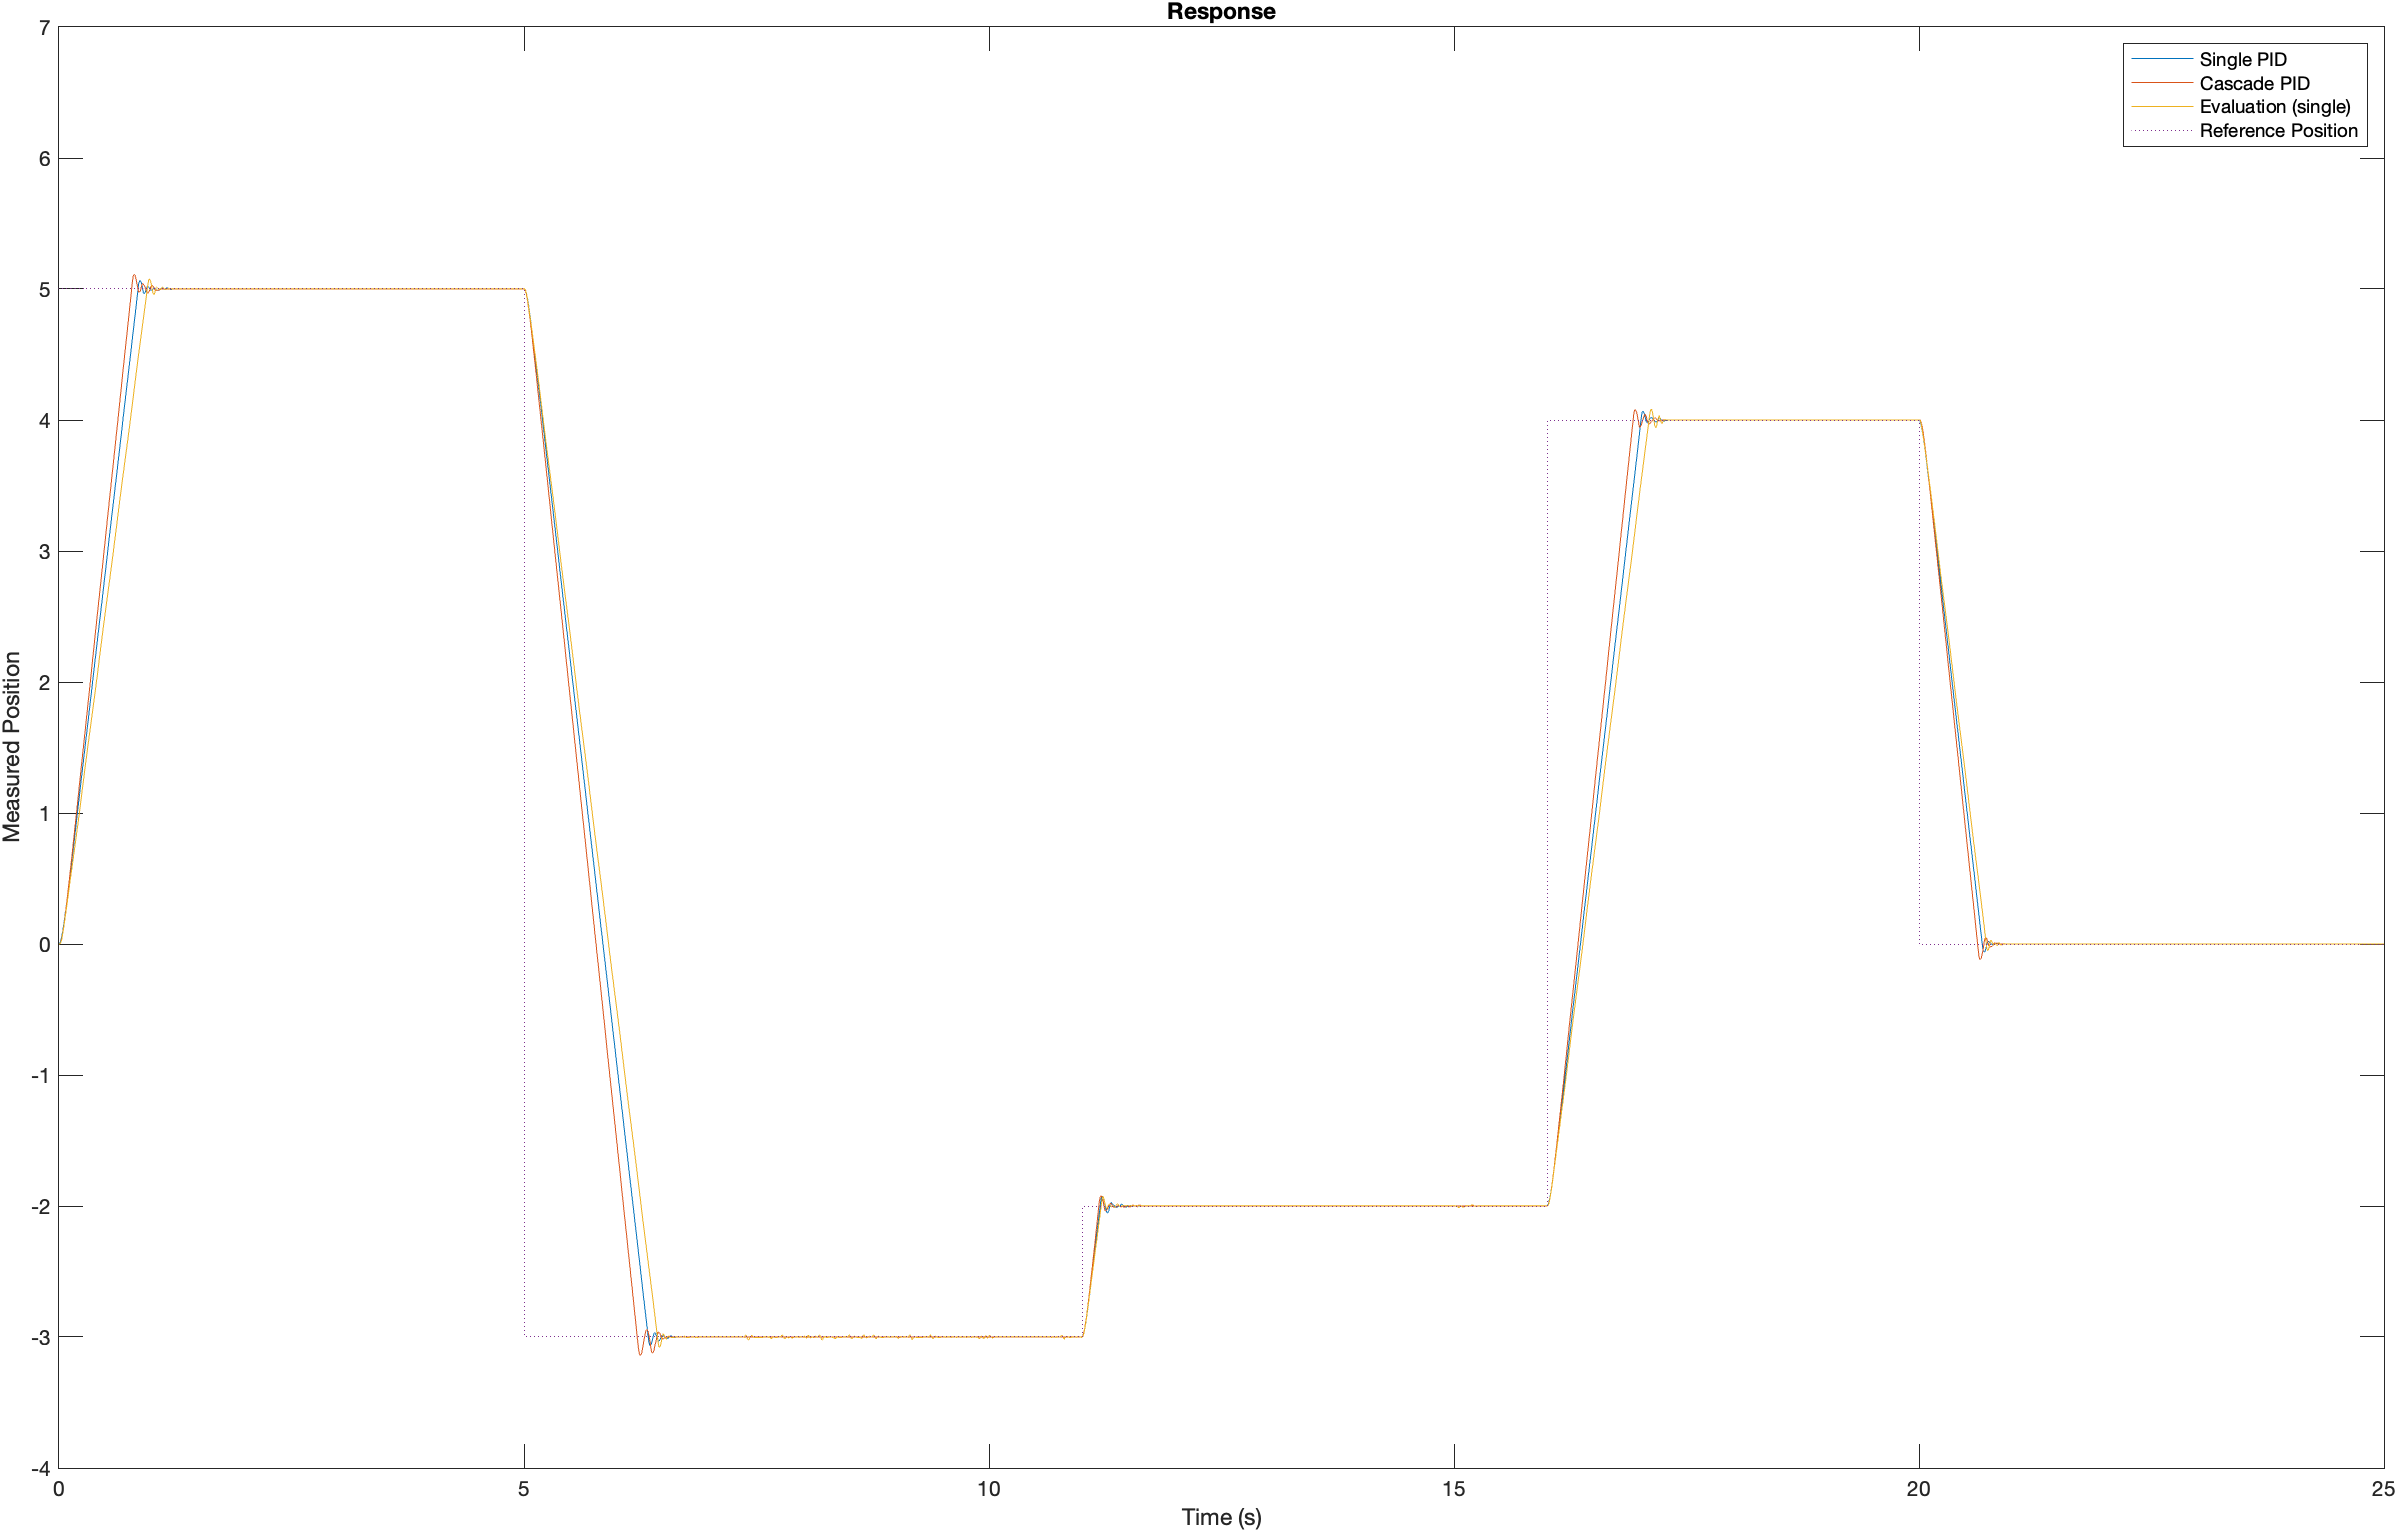 Response
Single PID
Cascade PID
Evaluation (single)
Reference Position
7
6
5
4
3
2
1
0
-1
-2
-3
-4
Measured Position
0 5 10 15 20 25
Time (s)